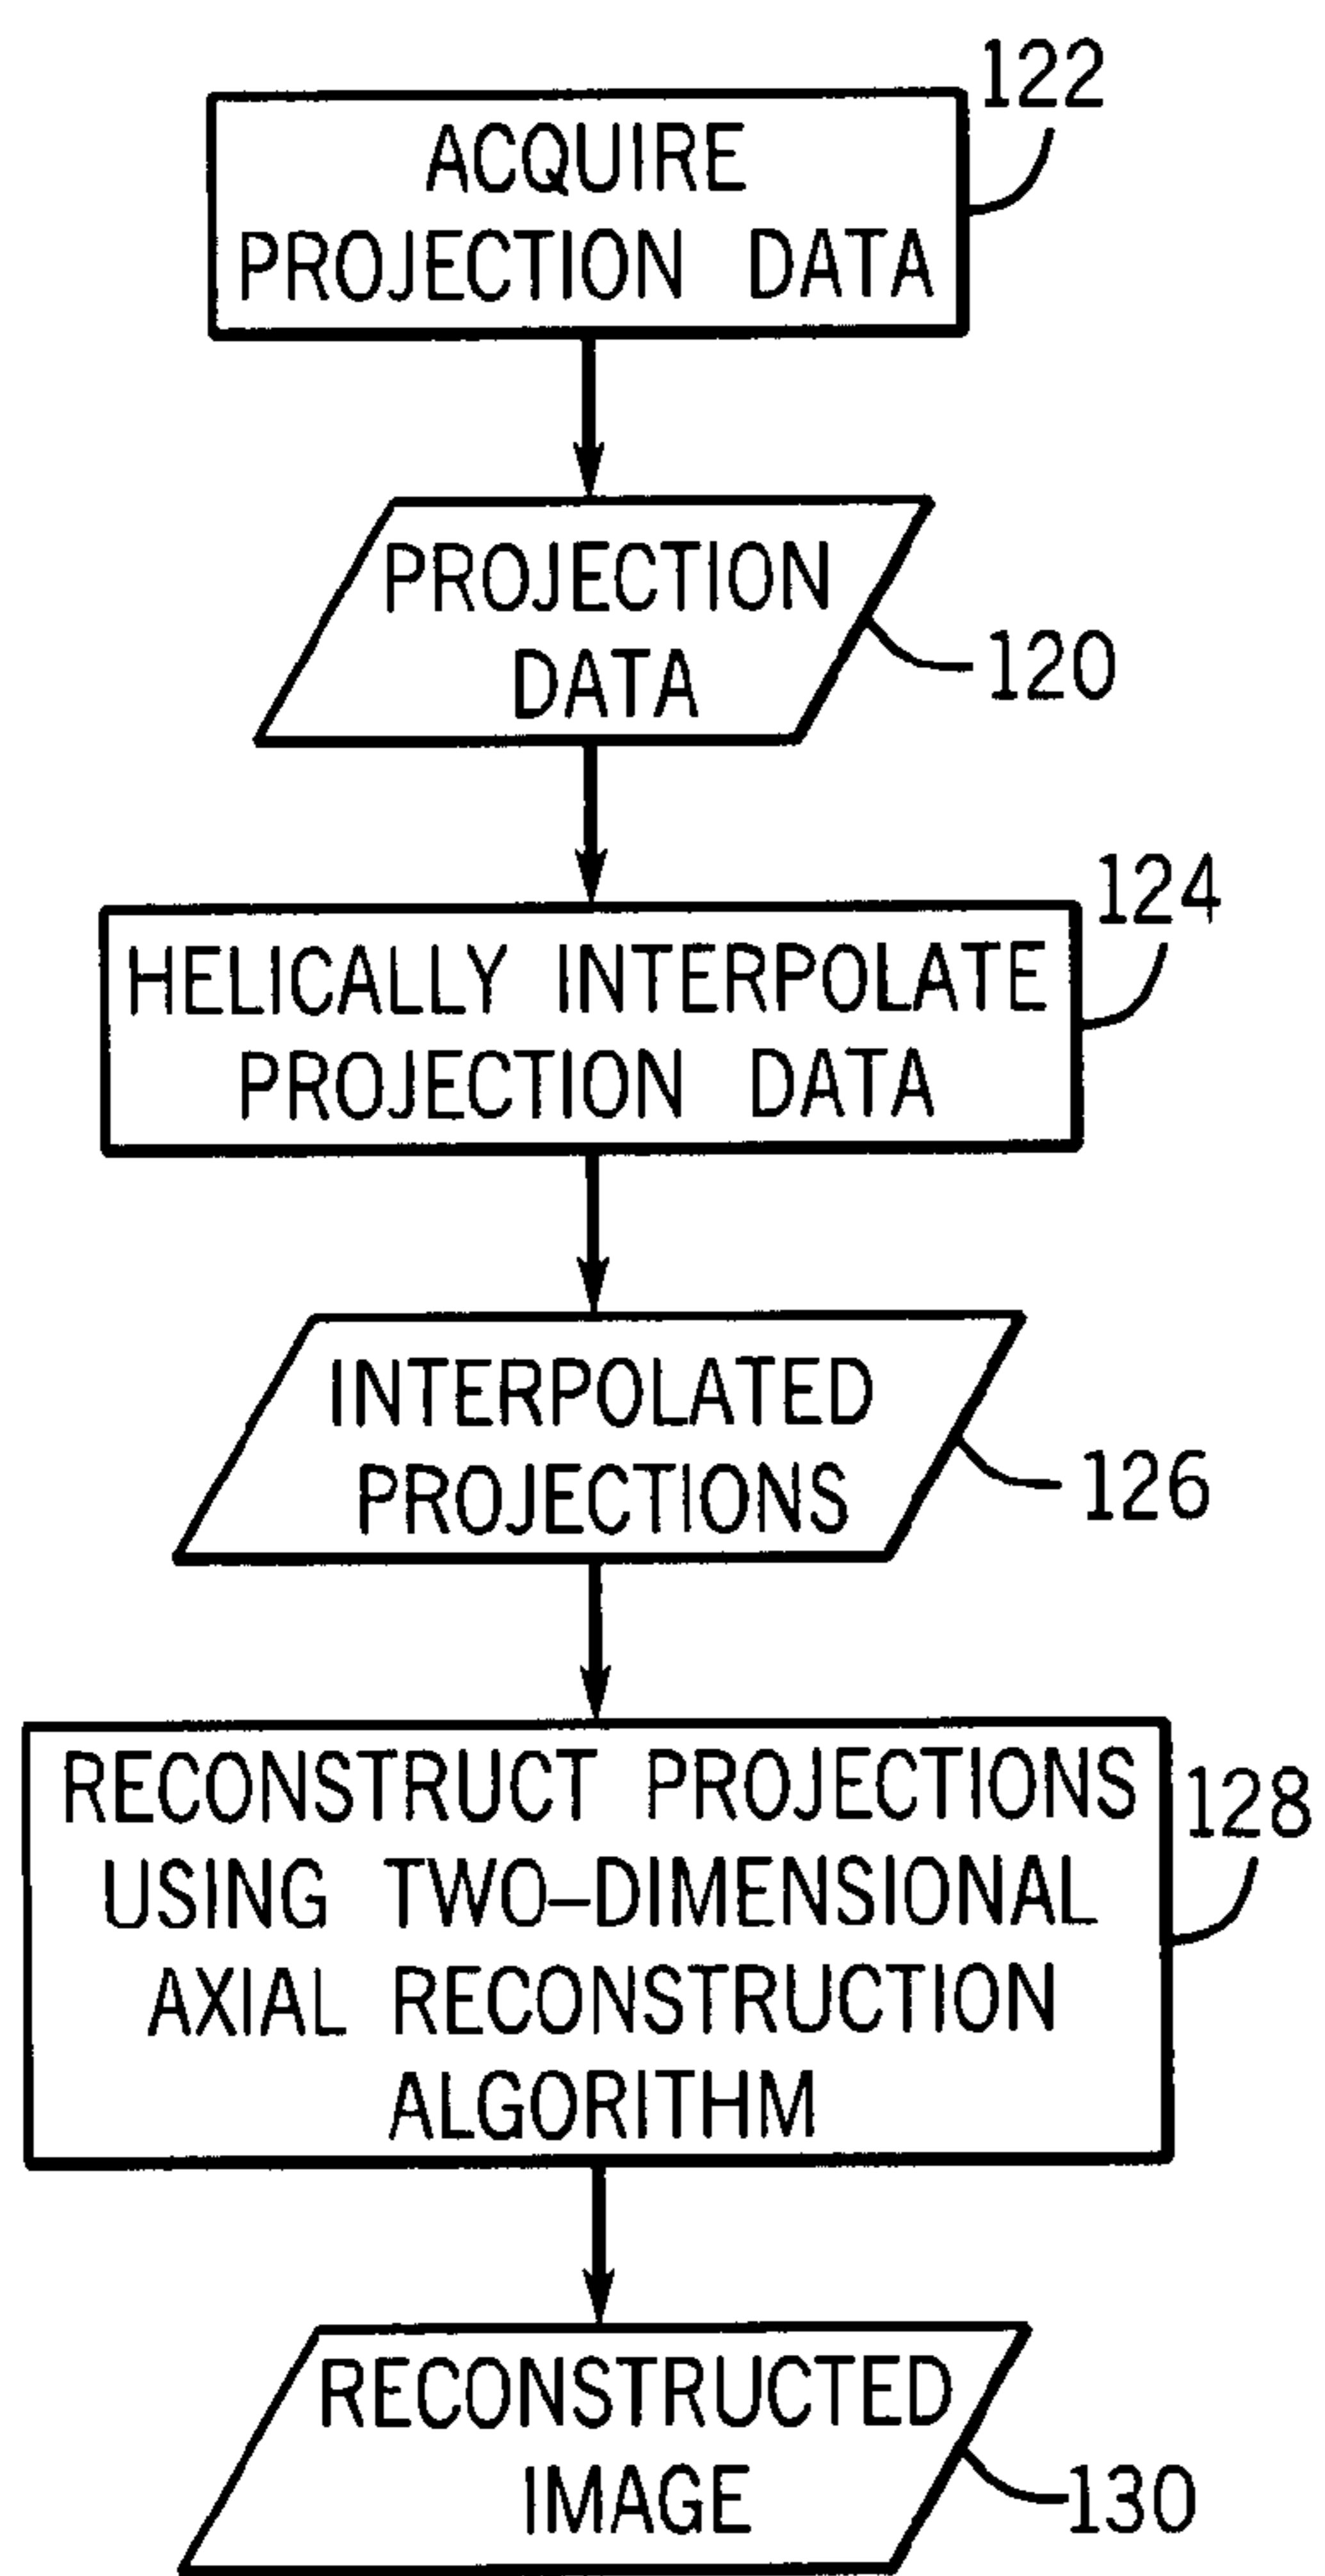 122
ACQUIRE
PROJECTION DATA
PROJECTION
DATA
120
124
HELICALLY INTERPOLATE
PROJECTION DATA
INTERPOLATED
PROJECTIONS
126
RECONSTRUCT PROJECTIONS
128
USING TWO-DIMENSIONAL
AXIAL RECONSTRUCTION
ALGORITHM
RECONSTRUCTED
IMAGE
130